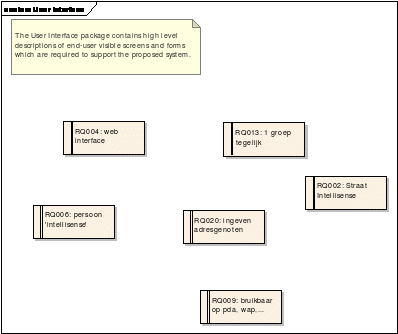 custom User Interface
The User Interface package contains high level
descriptions of end-user visible screens and forms
which are required to support the proposed system.
RQ004: web
interface
RQ013: 1 groep
tegelijk
RQ002: Straat
Intellisense
RQ006: persoon
'intellisense'
RQ020: ingeven
adresgenoten
RQ009: bruikbaar
op pda, wap,...